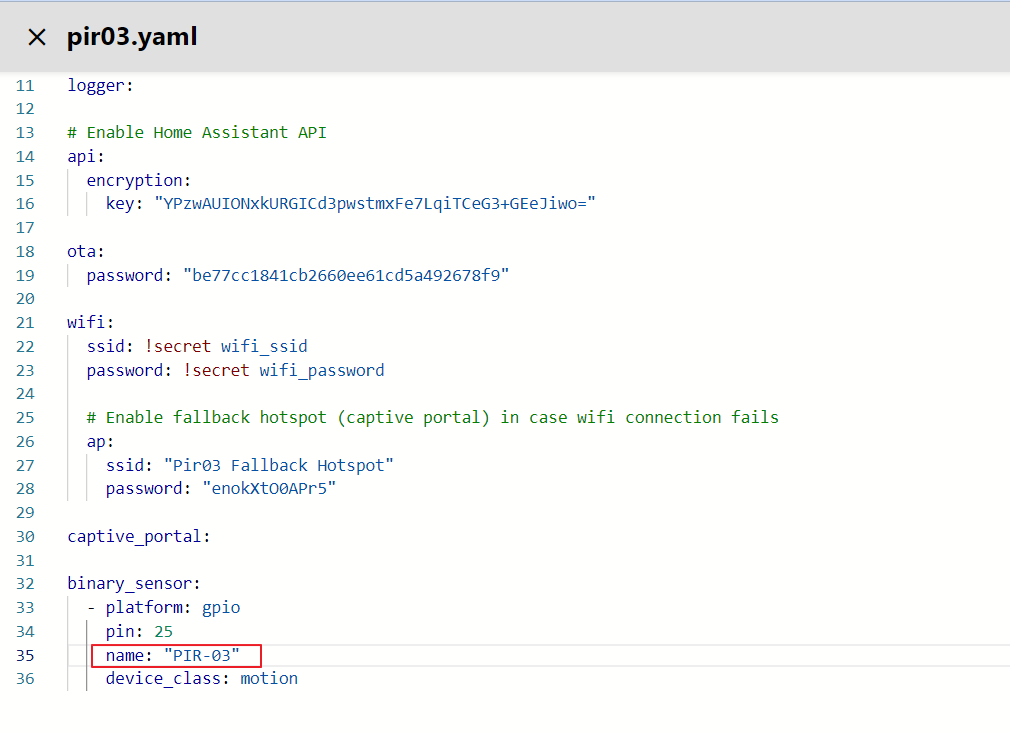 ✕ pir03.yaml
11 logger:
12
13 # Enable Home Assistant API
14 api:
15   encryption:
16     key: "YPzwAUIONxkURGICd3pwstmxFe7LqiTCeG3+GEeJiwo="
17
18 ota:
19   password: "be77cc1841cb2660ee61cd5a492678f9"
20
21 wifi:
22   ssid: !secret wifi_ssid
23   password: !secret wifi_password
24
25   # Enable fallback hotspot (captive portal) in case wifi connection fails
26   ap:
27     ssid: "Pir03 Fallback Hotspot"
28     password: "enokXtO0APr5"
29
30 captive_portal:
31
32 binary_sensor:
33   - platform: gpio
34     pin: 25
35     name: "PIR-03"
36     device_class: motion